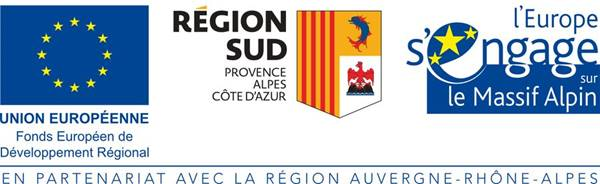 UNION EUROPÉENNE
Fonds Européen de
Développement Régional
RÉGION
SUD
PROVENCE
ALPES
CÔTE D'AZUR
l'Europe
s'engage
sur
le Massif Alpin
EN PARTENARIAT AVEC LA RÉGION AUVERGNE-RHÔNE-ALPES